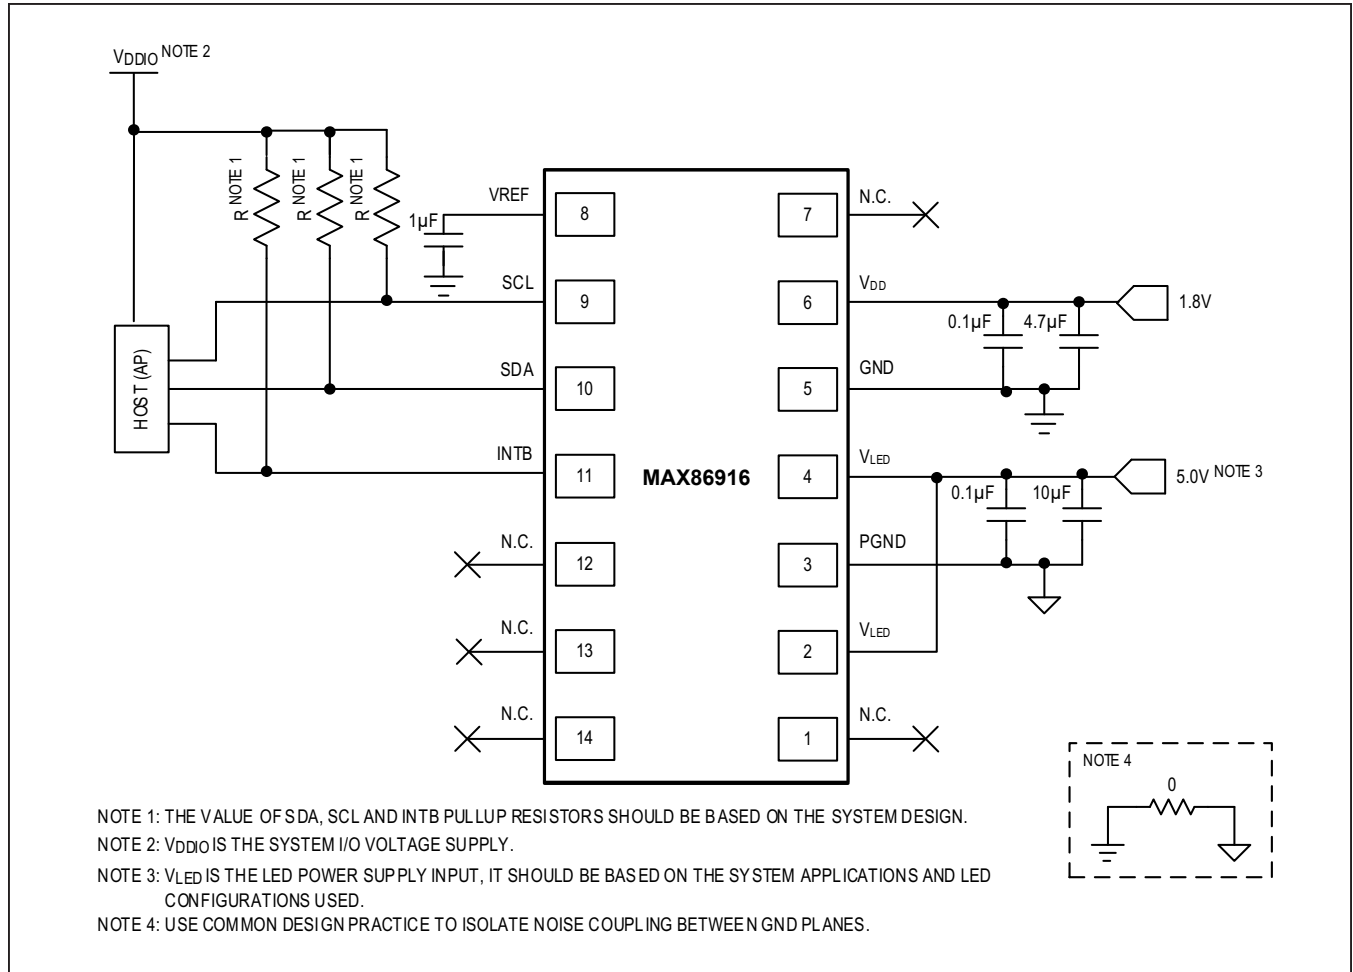 VDDIO NOTE 2
R NOTE 1
R NOTE 1
R NOTE 1
1µF
HOST (AP)
VREF
SCL
SDA
INTB
N.C.
N.C.
N.C.
8
9
10
11
12
13
14
MAX86916
7
6
5
4
3
2
1
N.C.
VDD
GND
VLED
PGND
VLED
N.C.
0.1µF
4.7µF
1.8V
0.1µF
10µF
5.0V NOTE 3
NOTE 4
0
NOTE 1: THE VALUE OF SDA, SCL AND INTB PULLUP RESISTORS SHOULD BE BASED ON THE SYSTEM DESIGN.
NOTE 2: VDDIO IS THE SYSTEM I/O VOLTAGE SUPPLY.
NOTE 3: VLED IS THE LED POWER SUPPLY INPUT, IT SHOULD BE BASED ON THE SYSTEM APPLICATIONS AND LED
CONFIGURATIONS USED.
NOTE 4: USE COMMON DESIGN PRACTICE TO ISOLATE NOISE COUPLING BETWEEN GND PLANES.